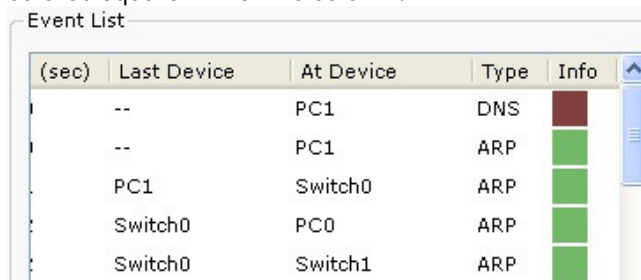 Event List
(sec) Last Device At Device Type Info
-- PC1 DNS
-- PC1 ARP
PC1 Switch0 ARP
Switch0 PC0 ARP
Switch0 Switch1 ARP